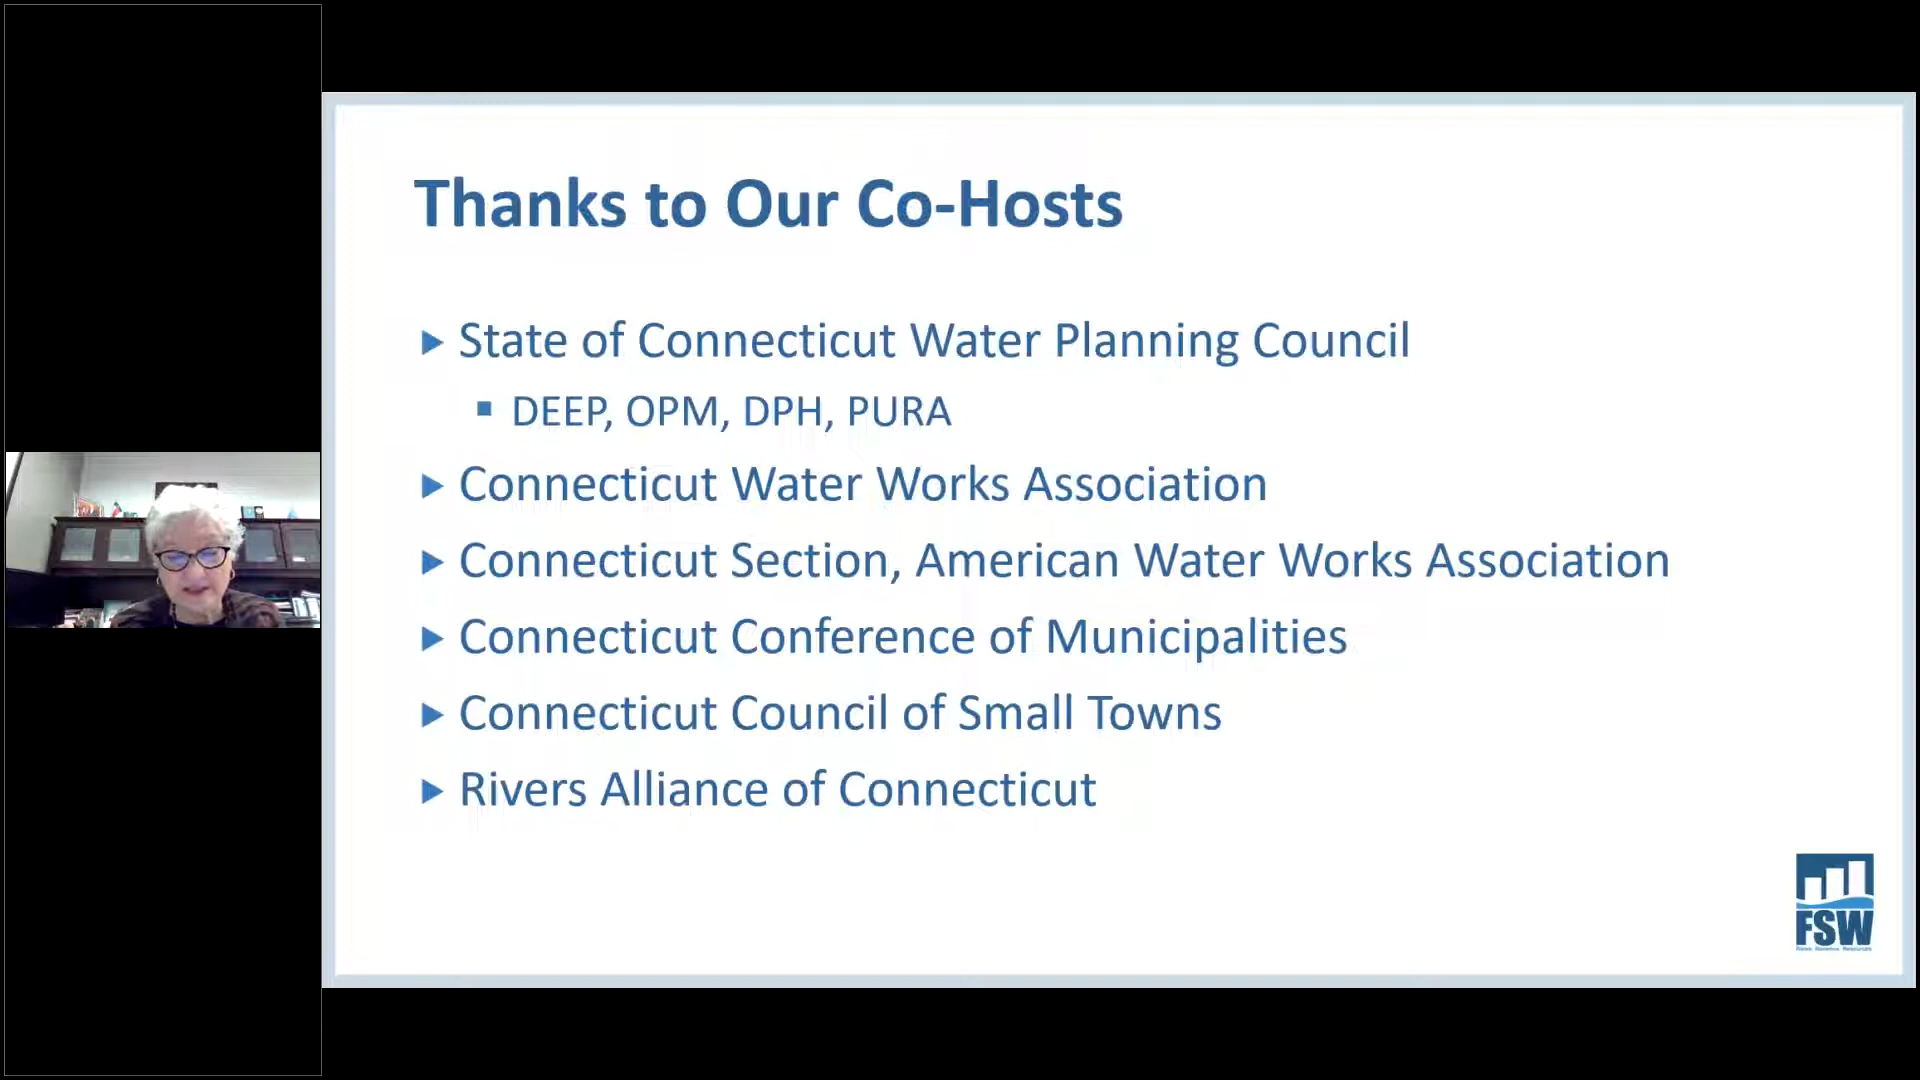 Thanks to Our Co-Hosts
State of Connecticut Water Planning Council
DEEP, OPM, DPH, PURA
Connecticut Water Works Association
Connecticut Section, American Water Works Association
Connecticut Conference of Municipalities
Connecticut Council of Small Towns
Rivers Alliance of Connecticut
FSW